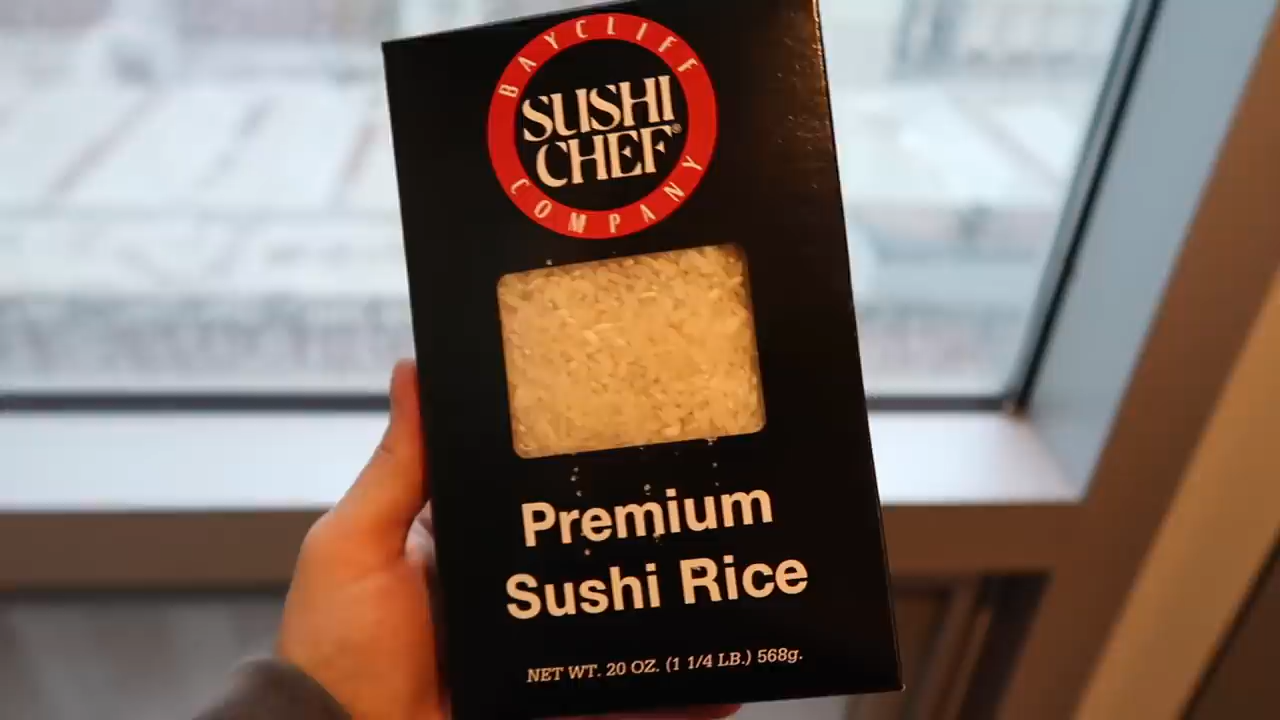 BAYCLIFF
SUSHI
CHEF®
COMPANY
Premium
Sushi Rice
NET WT. 20 OZ. (1 1/4 LB.) 568g.